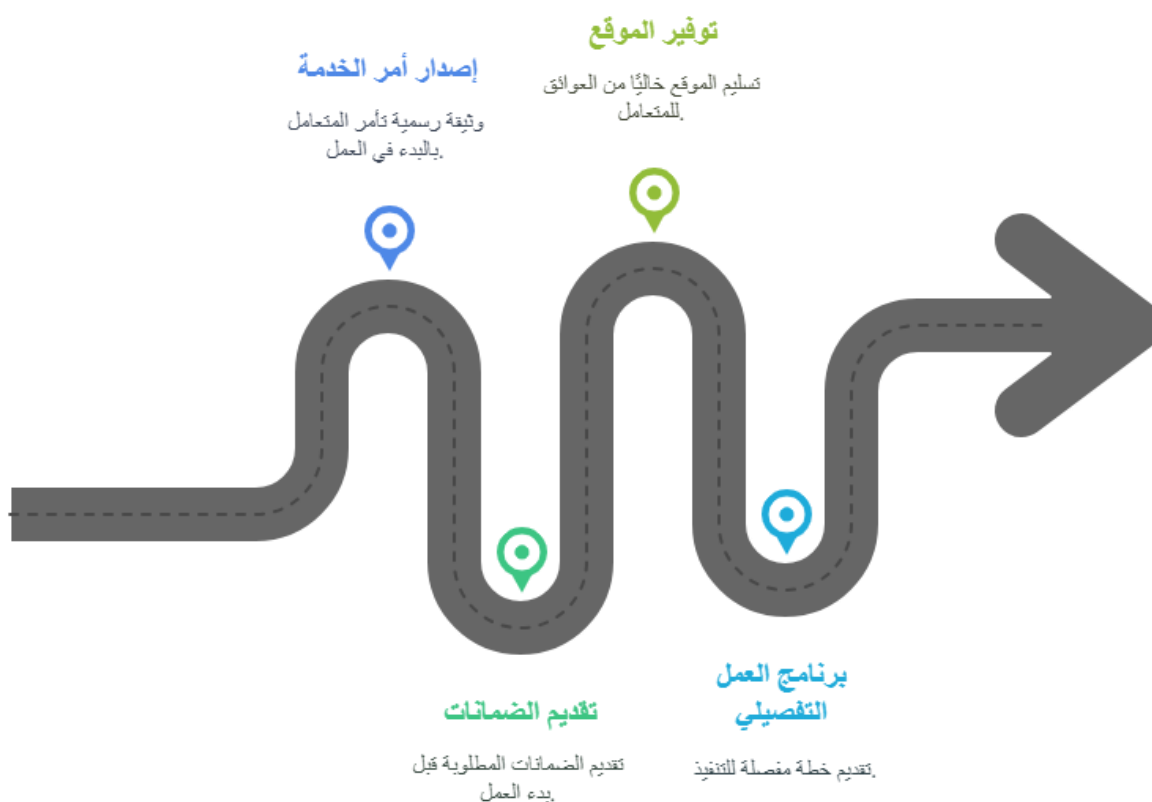 إصدار أمر الخدمة
وثيقة رسمية تأمر المتعامل
بالبدء في العمل.
تقديم الضمانات
تقديم الضمانات المطلوبة قبل
بدء العمل.
توفير الموقع
تسليم الموقع خاليًا من العوائق
للمتعامل.
برنامج العمل
التفصيلي
تقديم خطة مفصلة للتنفيذ.